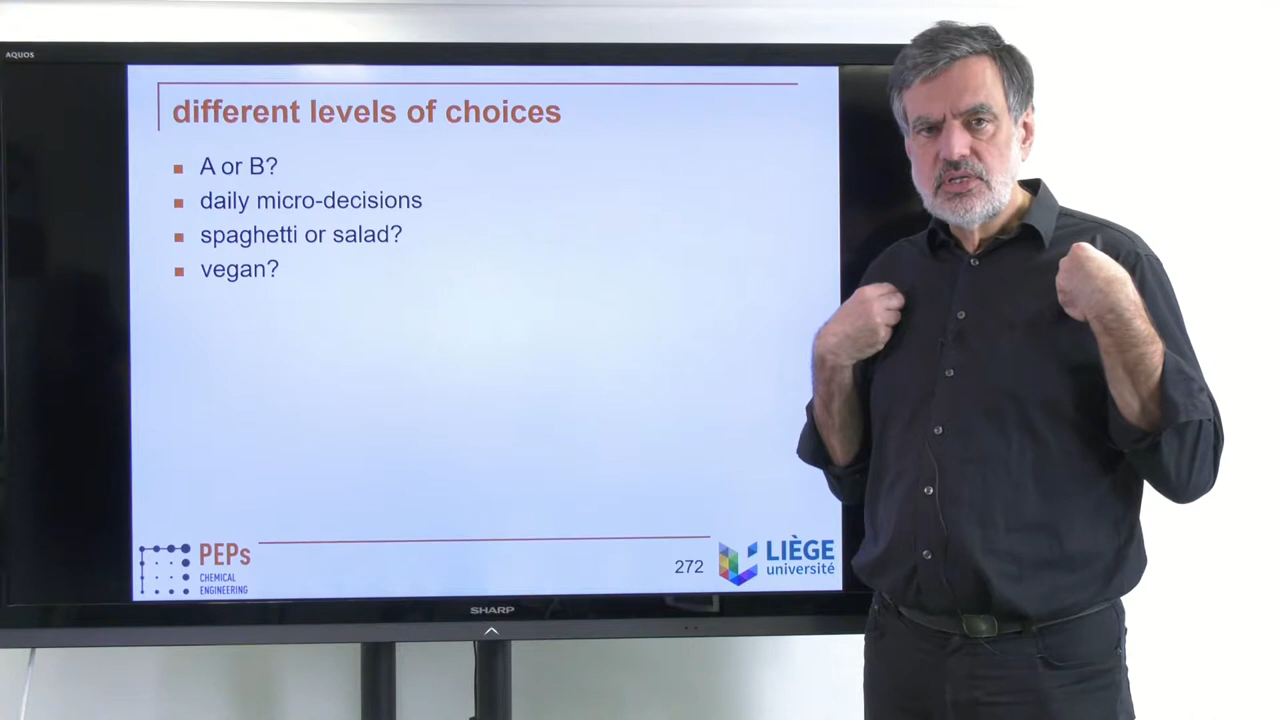 AQUOS
different levels of choices
A or B?
daily micro-decisions
spaghetti or salad?
vegan?
PEPs
CHEMICAL
ENGINEERING
272
LIÈGE
université
SHARP